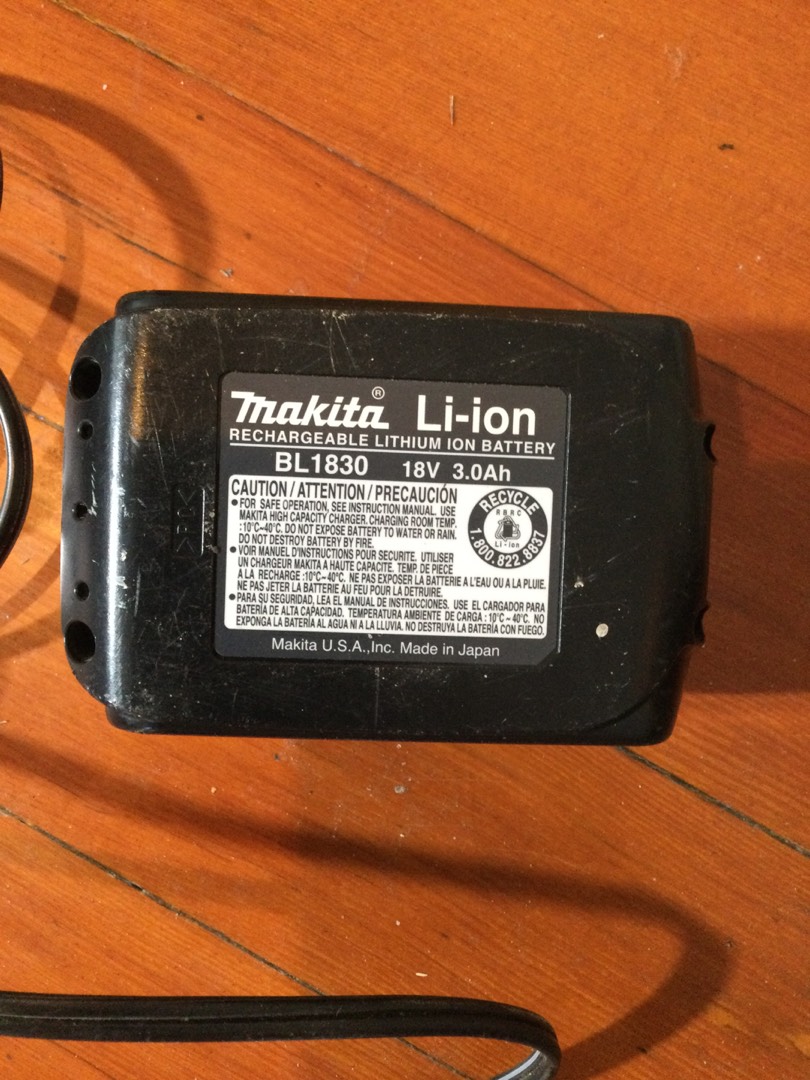 Makita® Li-ion
RECHARGEABLE LITHIUM ION BATTERY
BL1830 18V 3.0Ah
CAUTION / ATTENTION / PRECAUCIÓN
• FOR SAFE OPERATION, SEE INSTRUCTION MANUAL. USE
MAKITA HIGH CAPACITY CHARGER. CHARGING ROOM TEMP.
: 10°C~40°C. DO NOT EXPOSE BATTERY TO WATER OR RAIN.
DO NOT DESTROY BATTERY BY FIRE.
• VOIR MANUEL D'INSTRUCTIONS POUR SECURITE. UTILISER
UN CHARGEUR MAKITA A HAUTE CAPACITE. TEMP. DE PIECE
À LA RECHARGE :10°C~40°C. NE PAS EXPOSER LA BATTERIE A L'EAU OU A LA PLUIE.
NE PAS JETER LA BATTERIE AU FEU POUR LA DETRUIRE.
• PARA SU SEGURIDAD, LEA EL MANUAL DE INSTRUCCIONES. USE EL CARGADOR PARA
BATERÍA DE ALTA CAPACIDAD. TEMPERATURA AMBIENTE DE CARGA : 10°C~40°C. NO
EXPONGA LA BATERÍA AL AGUA NI A LA LLUVIA. NO DESTRUYA LA BATERÍA CON FUEGO.
RECYCLE
RBRC
Li-ion
1.800.822.8837
Makita U.S.A.,Inc. Made in Japan